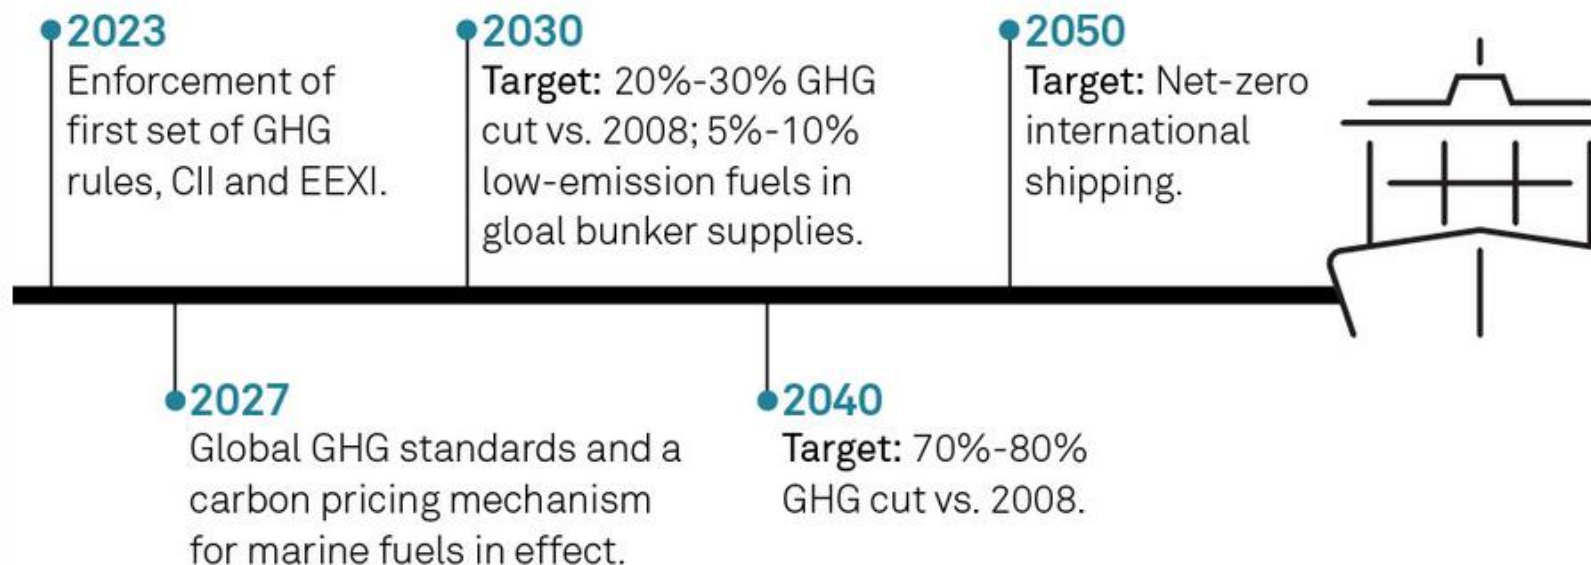 2023
Enforcement of
first set of GHG
rules, CII and EEXI.
2027
Global GHG standards and a
carbon pricing mechanism
for marine fuels in effect.
2030
Target: 20%-30% GHG
cut vs. 2008; 5%-10%
low-emission fuels in
gloal bunker supplies.
2040
Target: 70%-80%
GHG cut vs. 2008.
2050
Target: Net-zero
international
shipping.